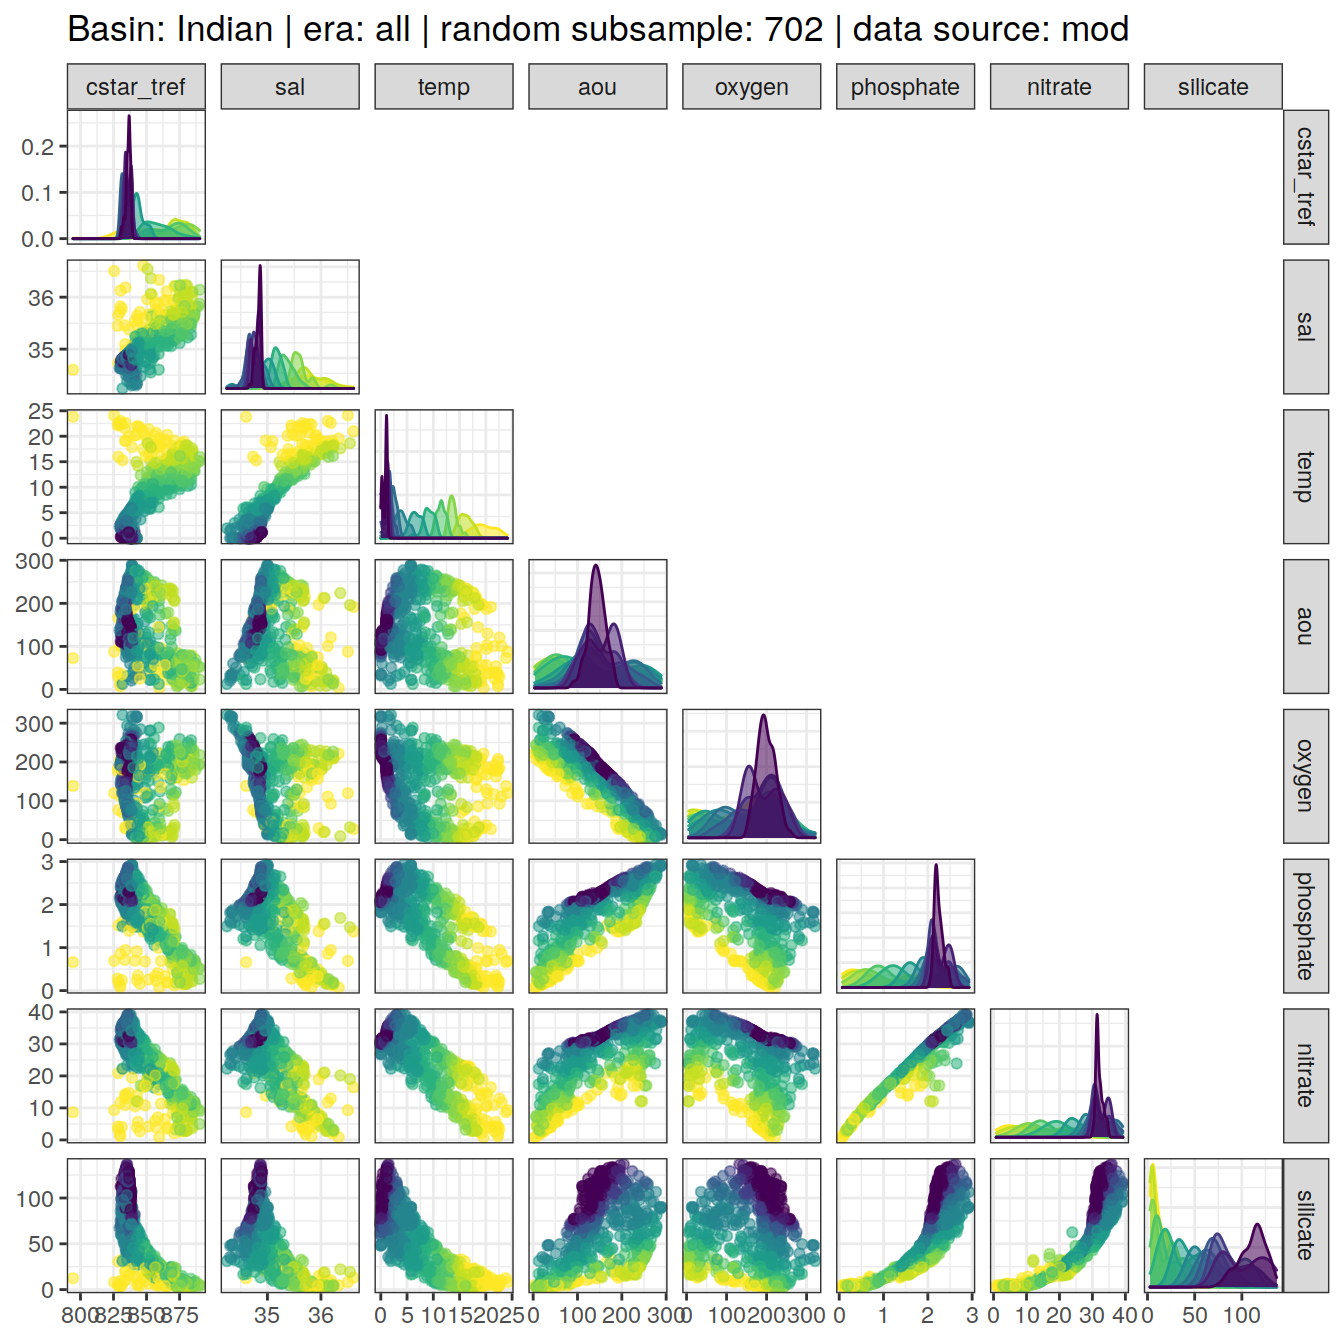 Basin: Indian | era: all | random subsample: 702 | data source: mod
cstar_tref sal temp aou oxygen phosphate nitrate silicate
0.2
0.1
0.0
cstar_tref
36
35
sal
25
20
15
10
5
0
temp
300
200
100
0
aou
300
200
100
0
oxygen
3
2
1
0
phosphate
40
30
20
10
0
nitrate
100
50
0
silicate
800 825 850 875 35 36 0 5 10 15 20 25 0 100 200 300 0 100 200 300 0 1 2 3 0 10 20 30 40 0 50 100